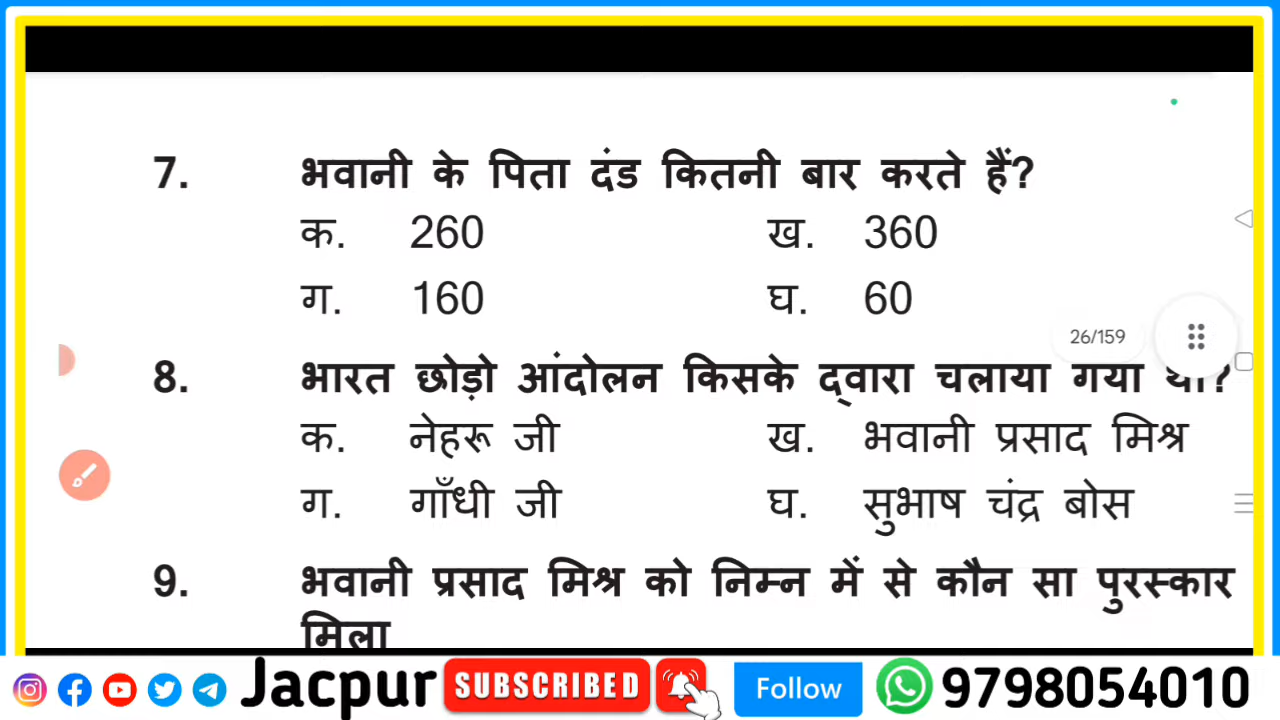 7. भवानी के पिता दंड कितनी बार करते हैं?
क. 260 ख. 360
ग. 160 घ. 60
26/159
8. भारत छोड़ो आंदोलन किसके द्वारा चलाया गया था?
क. नेहरू जी ख. भवानी प्रसाद मिश्र
ग. गाँधी जी घ. सुभाष चंद्र बोस
9. भवानी प्रसाद मिश्र को निम्न में से कौन सा पुरस्कार
मिला
Jacpur SUBSCRIBED Follow 9798054010